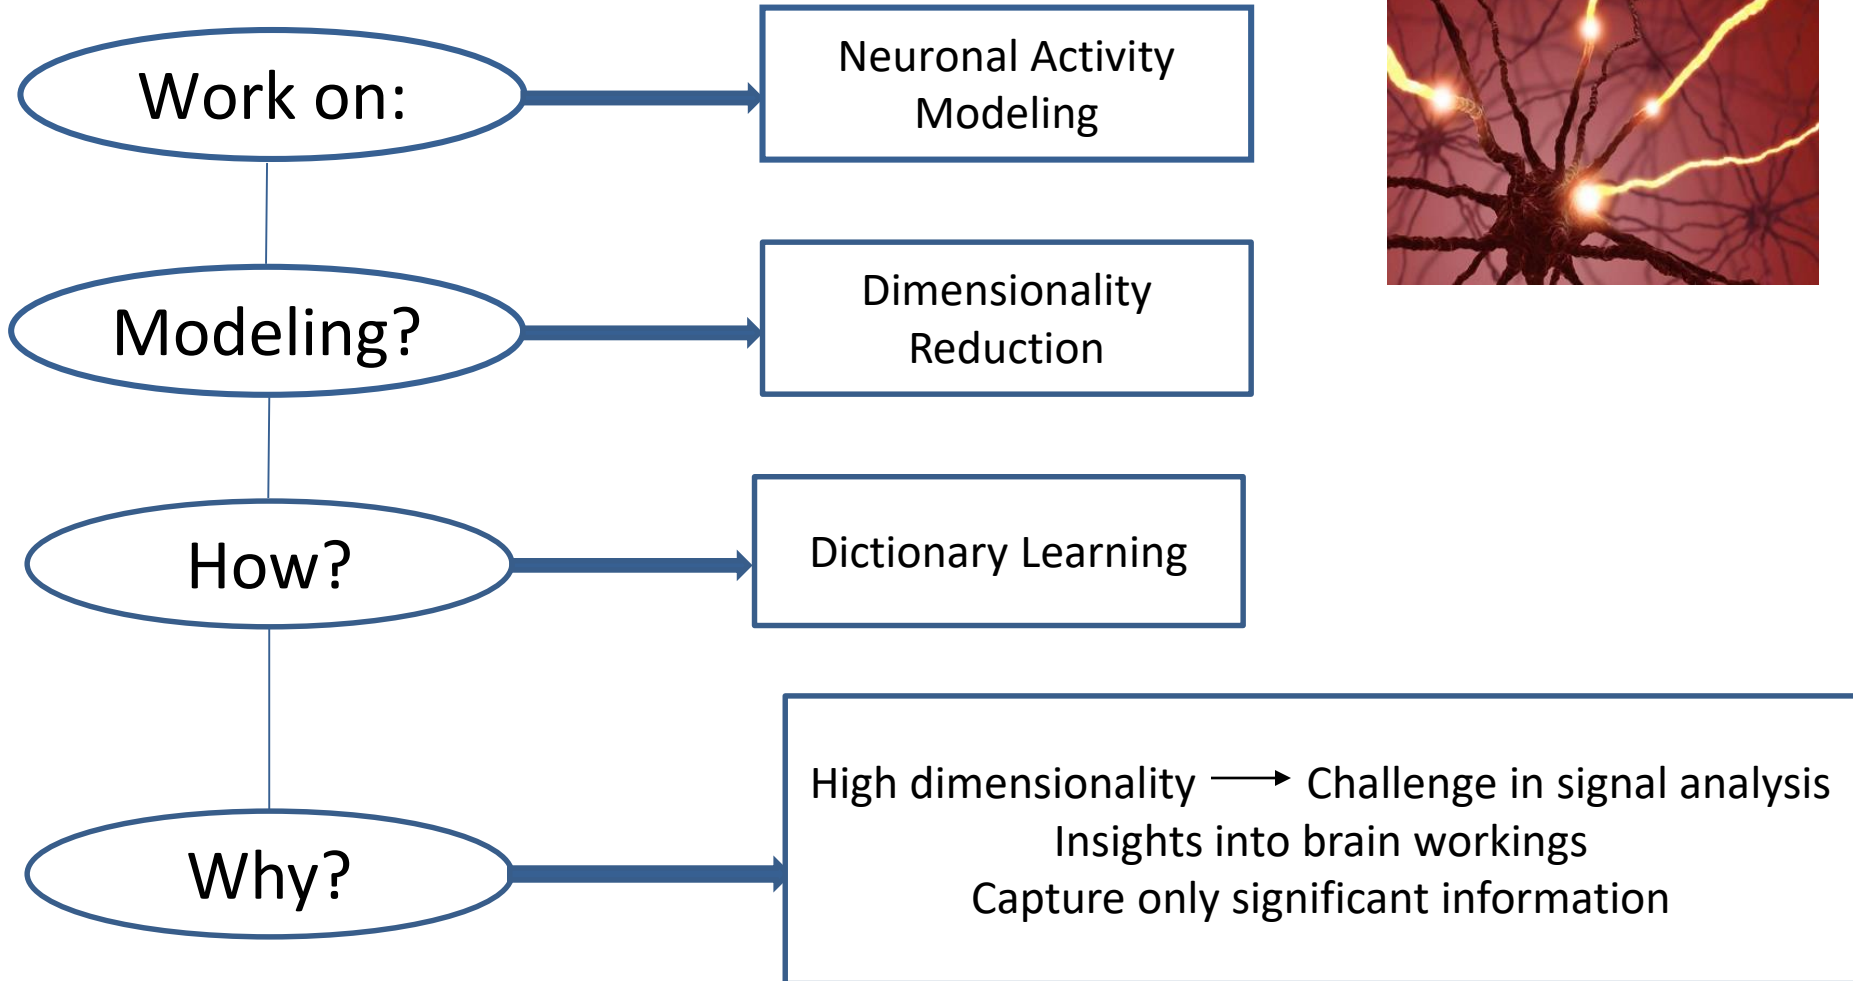 Work on:
Neuronal Activity
Modeling
Modeling?
Dimensionality
Reduction
How?
Dictionary Learning
Why?
High dimensionality ⟶ Challenge in signal analysis
Insights into brain workings
Capture only significant information